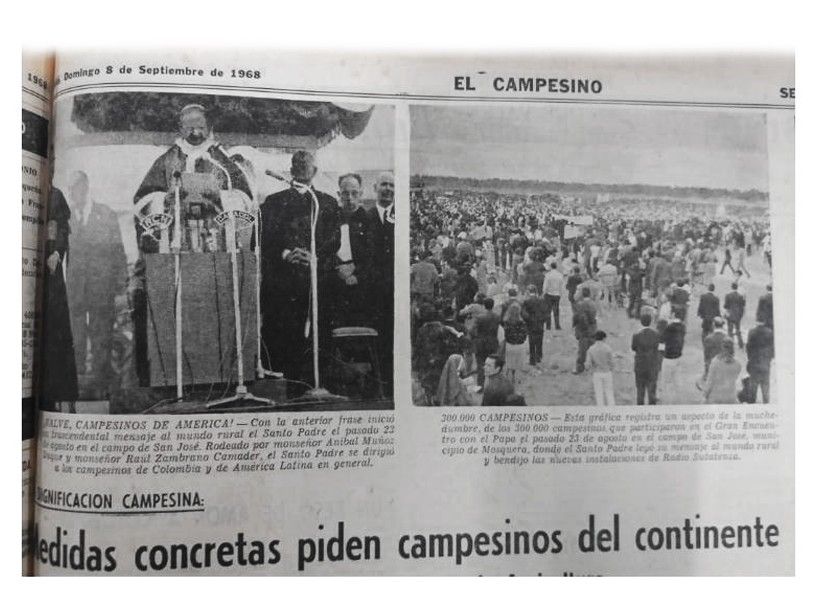 1968
Domingo 8 de Septiembre de 1968
EL CAMPESINO
SE
¡SALVE, CAMPESINOS DE AMERICA! — Con la anterior frase inició
trascendental mensaje al mundo rural el Santo Padre el pasado 23
agosto en el campo de San José. Rodeado por monseñor Aníbal Muñoz
Duque y monseñor Raúl Zambrano Camader, el Santo Padre se dirigió
a los campesinos de Colombia y de América Latina en general.
300.000 CAMPESINOS — Esta gráfica registra un aspecto de la muche-
dumbre, de los 300.000 campesinos que participaron en el Gran Encuen-
tro con el Papa el pasado 23 de agosto en el campo de San José, muni-
cipio de Mosquera, donde el Santo Padre leyó su mensaje al mundo rural
y bendijo las nuevas instalaciones de Radio Sutatenza.
DIGNIFICACION CAMPESINA:
Medidas concretas piden campesinos del continente